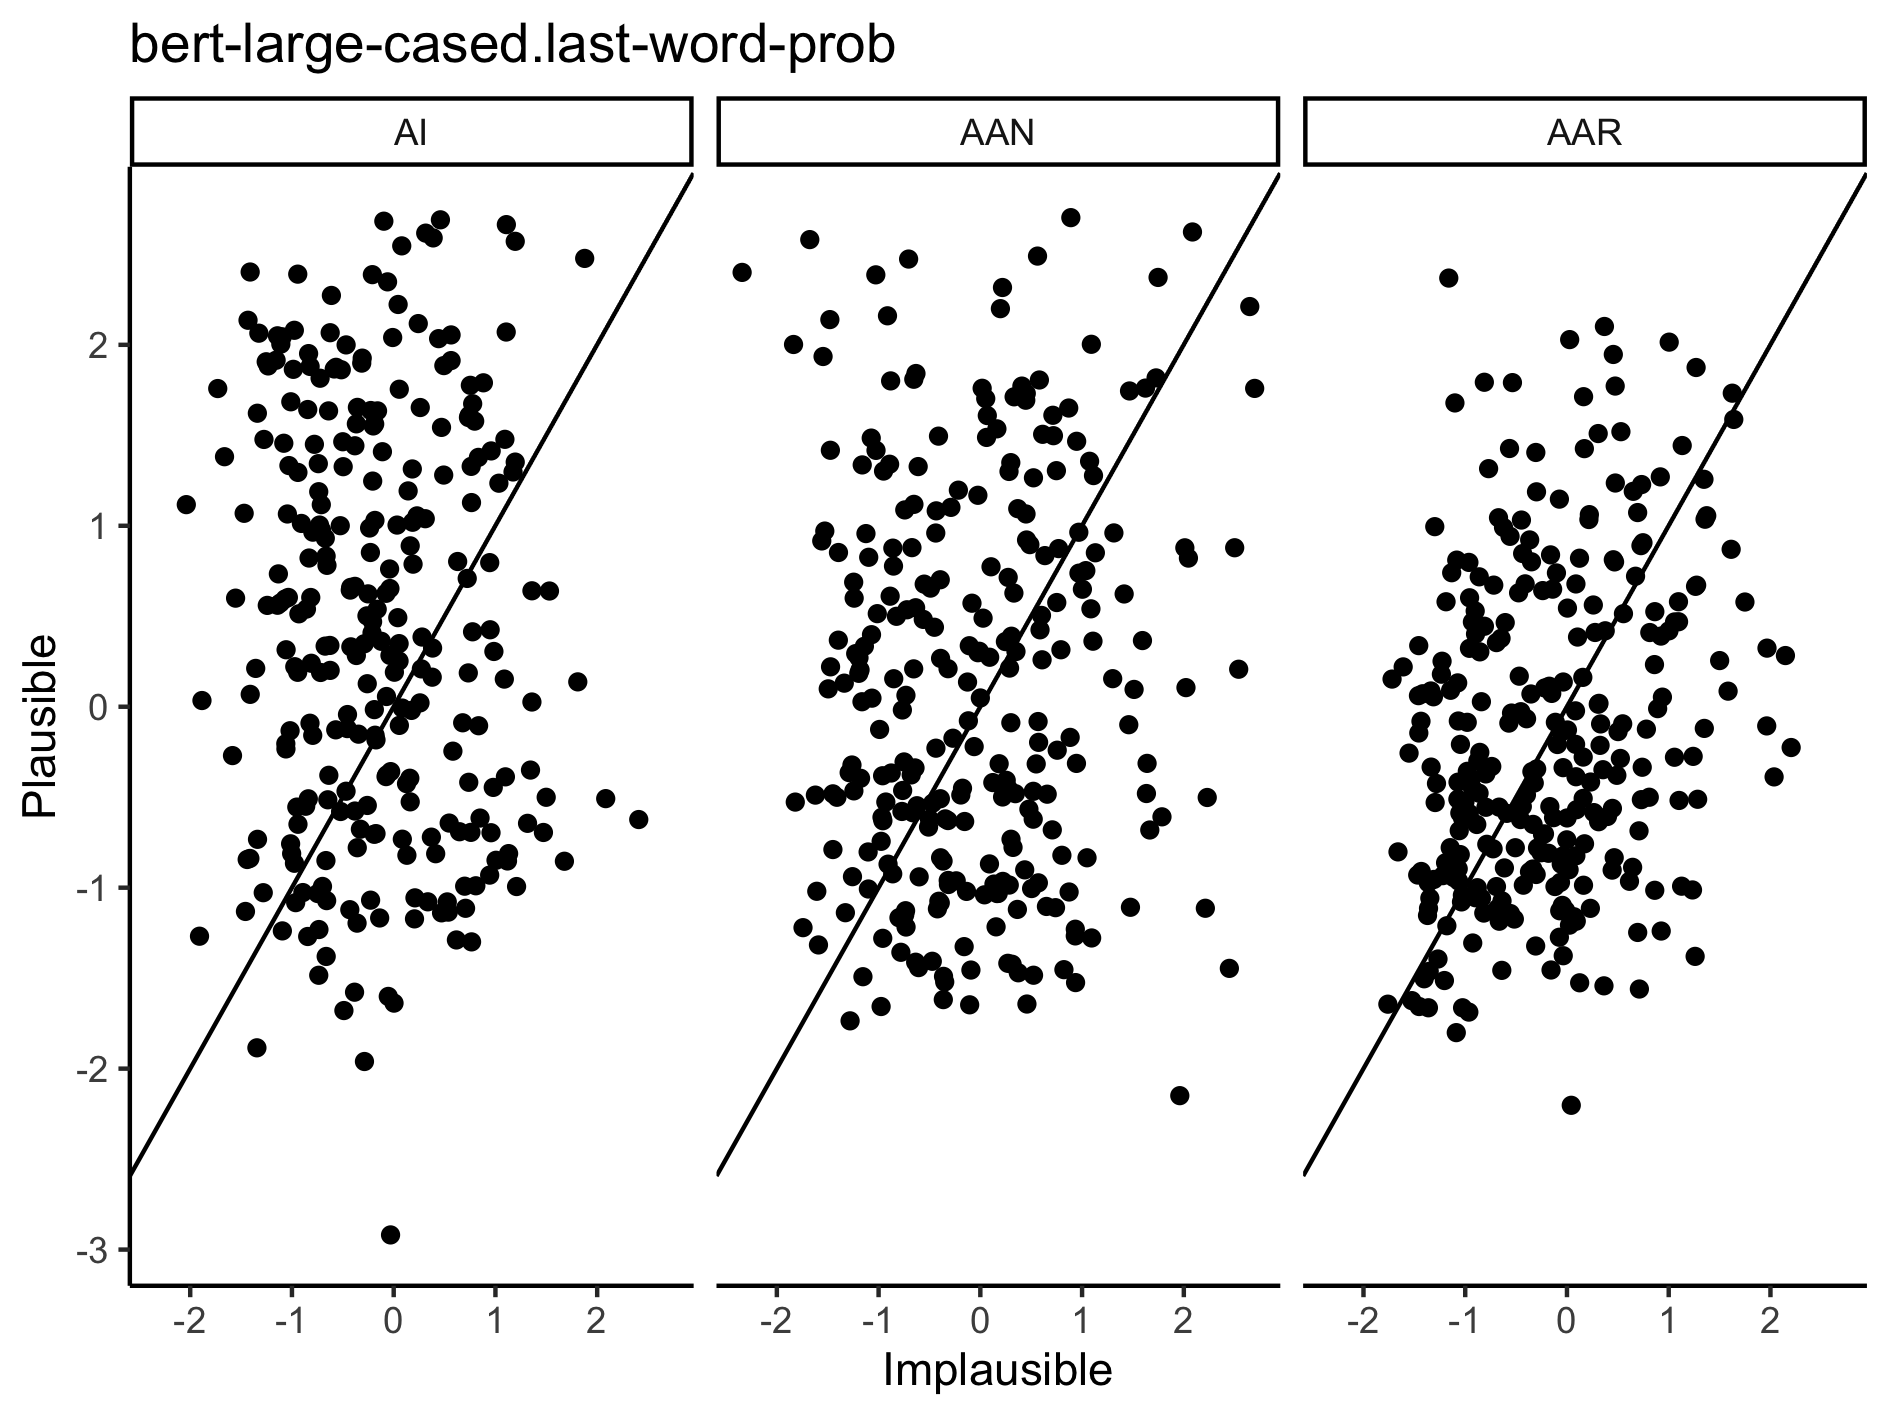 bert-large-cased.last-word-prob
AI AAN AAR
Plausible
2
1
0
-1
-2
-3
-2 -1 0 1 2 -2 -1 0 1 2 -2 -1 0 1 2
Implausible